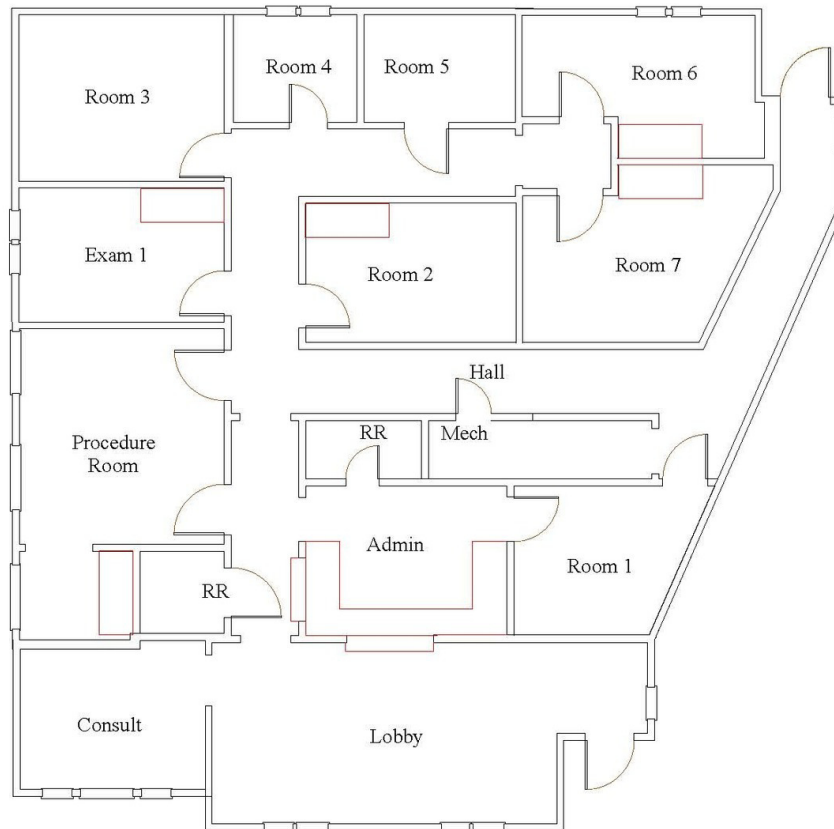 Room 3
Room 4
Room 5
Room 6
Exam 1
Room 2
Room 7
Hall
Procedure
Room
RR
Mech
Admin
Room 1
RR
Consult
Lobby